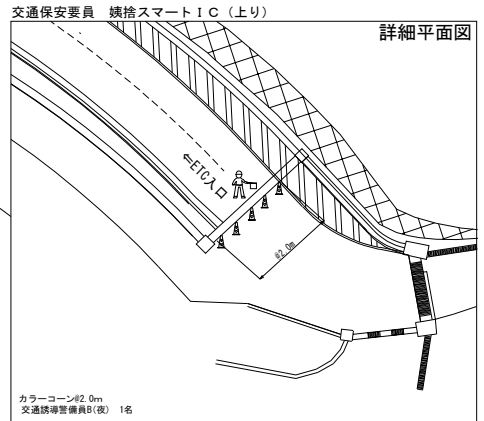 交通保安要員　姨捨スマートＩＣ（上り）
詳細平面図
←ETC入口
@2.0m
カラーコーン@2.0m
交通誘導警備員B(夜)　1名